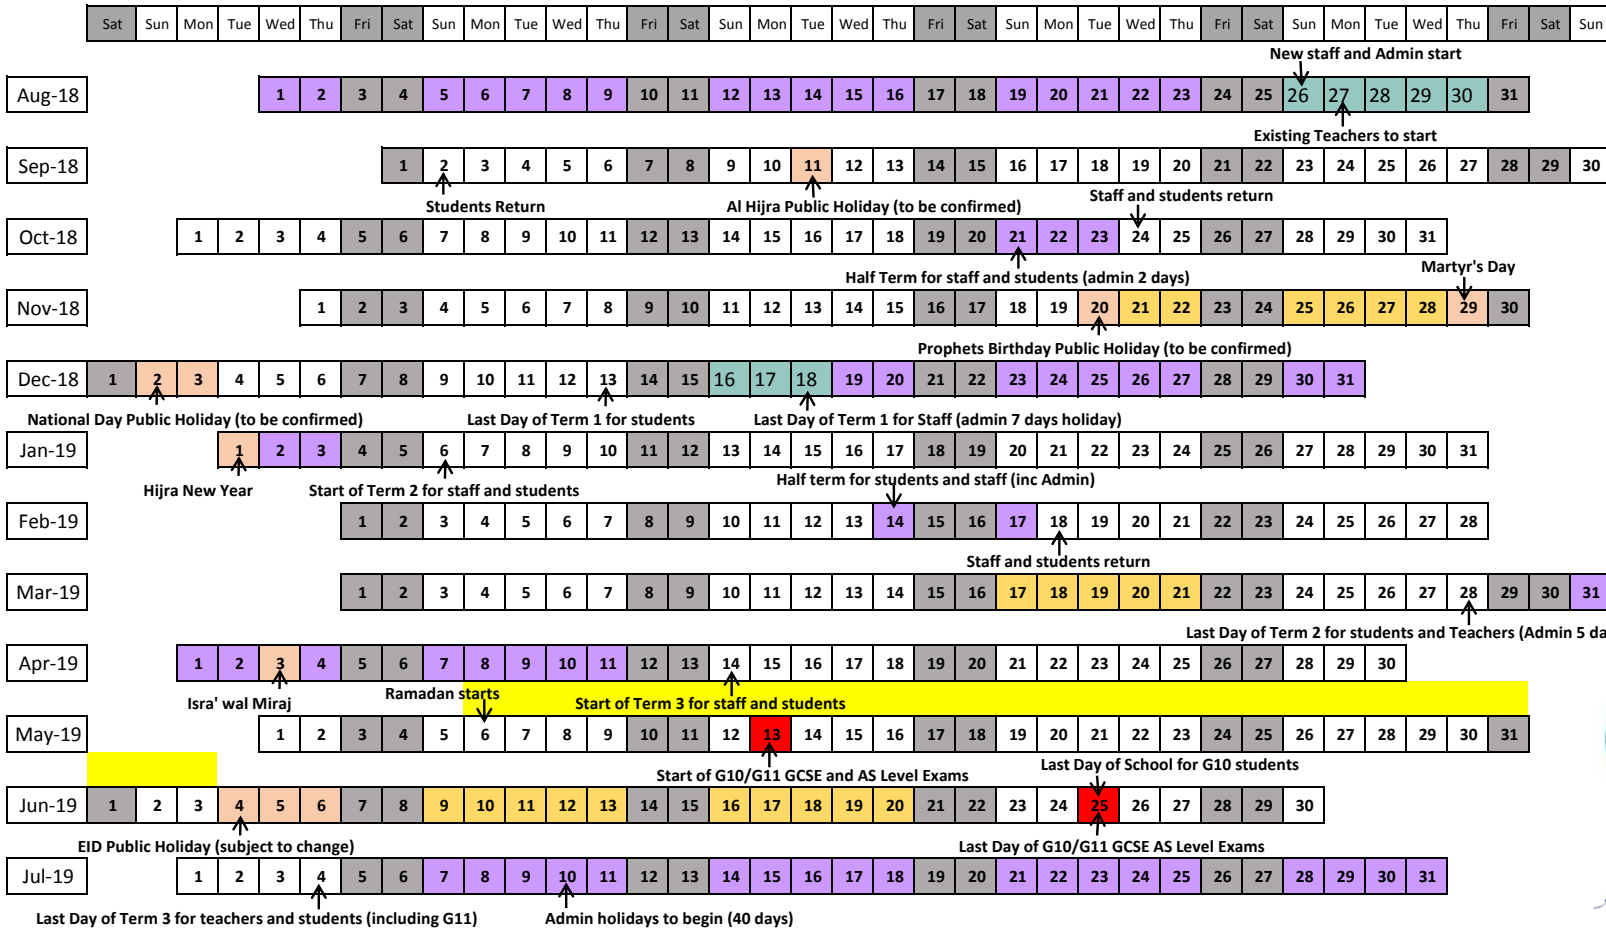 Sat Sun Mon Tue Wed Thu Fri Sat Sun Mon Tue Wed Thu Fri Sat Sun Mon Tue Wed Thu Fri Sat Sun Mon Tue Wed Thu Fri Sat Sun Mon Tue Wed Thu Fri Sat Sun
New staff and Admin start
Aug-18 1 2 3 4 5 6 7 8 9 10 11 12 13 14 15 16 17 18 19 20 21 22 23 24 25 26 27 28 29 30 31
Existing Teachers to start
Sep-18 1 2 3 4 5 6 7 8 9 10 11 12 13 14 15 16 17 18 19 20 21 22 23 24 25 26 27 28 29 30
Students Return Al Hijra Public Holiday (to be confirmed) Staff and students return
Oct-18 1 2 3 4 5 6 7 8 9 10 11 12 13 14 15 16 17 18 19 20 21 22 23 24 25 26 27 28 29 30 31
Half Term for staff and students (admin 2 days) Martyr's Day
Nov-18 1 2 3 4 5 6 7 8 9 10 11 12 13 14 15 16 17 18 19 20 21 22 23 24 25 26 27 28 29 30
Prophets Birthday Public Holiday (to be confirmed)
Dec-18 1 2 3 4 5 6 7 8 9 10 11 12 13 14 15 16 17 18 19 20 21 22 23 24 25 26 27 28 29 30 31
National Day Public Holiday (to be confirmed) Last Day of Term 1 for students Last Day of Term 1 for Staff (admin 7 days holiday)
Jan-19 1 2 3 4 5 6 7 8 9 10 11 12 13 14 15 16 17 18 19 20 21 22 23 24 25 26 27 28 29 30 31
Hijra New Year Start of Term 2 for staff and students Half term for students and staff (inc Admin)
Feb-19 1 2 3 4 5 6 7 8 9 10 11 12 13 14 15 16 17 18 19 20 21 22 23 24 25 26 27 28
Staff and students return
Mar-19 1 2 3 4 5 6 7 8 9 10 11 12 13 14 15 16 17 18 19 20 21 22 23 24 25 26 27 28 29 30 31
Last Day of Term 2 for students and Teachers (Admin 5 da
Apr-19 1 2 3 4 5 6 7 8 9 10 11 12 13 14 15 16 17 18 19 20 21 22 23 24 25 26 27 28 29 30
Isra' wal Miraj Ramadan starts Start of Term 3 for staff and students
May-19 1 2 3 4 5 6 7 8 9 10 11 12 13 14 15 16 17 18 19 20 21 22 23 24 25 26 27 28 29 30 31
Start of G10/G11 GCSE and AS Level Exams Last Day of School for G10 students
Jun-19 1 2 3 4 5 6 7 8 9 10 11 12 13 14 15 16 17 18 19 20 21 22 23 24 25 26 27 28 29 30
EID Public Holiday (subject to change) Last Day of G10/G11 GCSE AS Level Exams
Jul-19 1 2 3 4 5 6 7 8 9 10 11 12 13 14 15 16 17 18 19 20 21 22 23 24 25 26 27 28 29 30 31
Last Day of Term 3 for teachers and students (including G11) Admin holidays to begin (40 days)